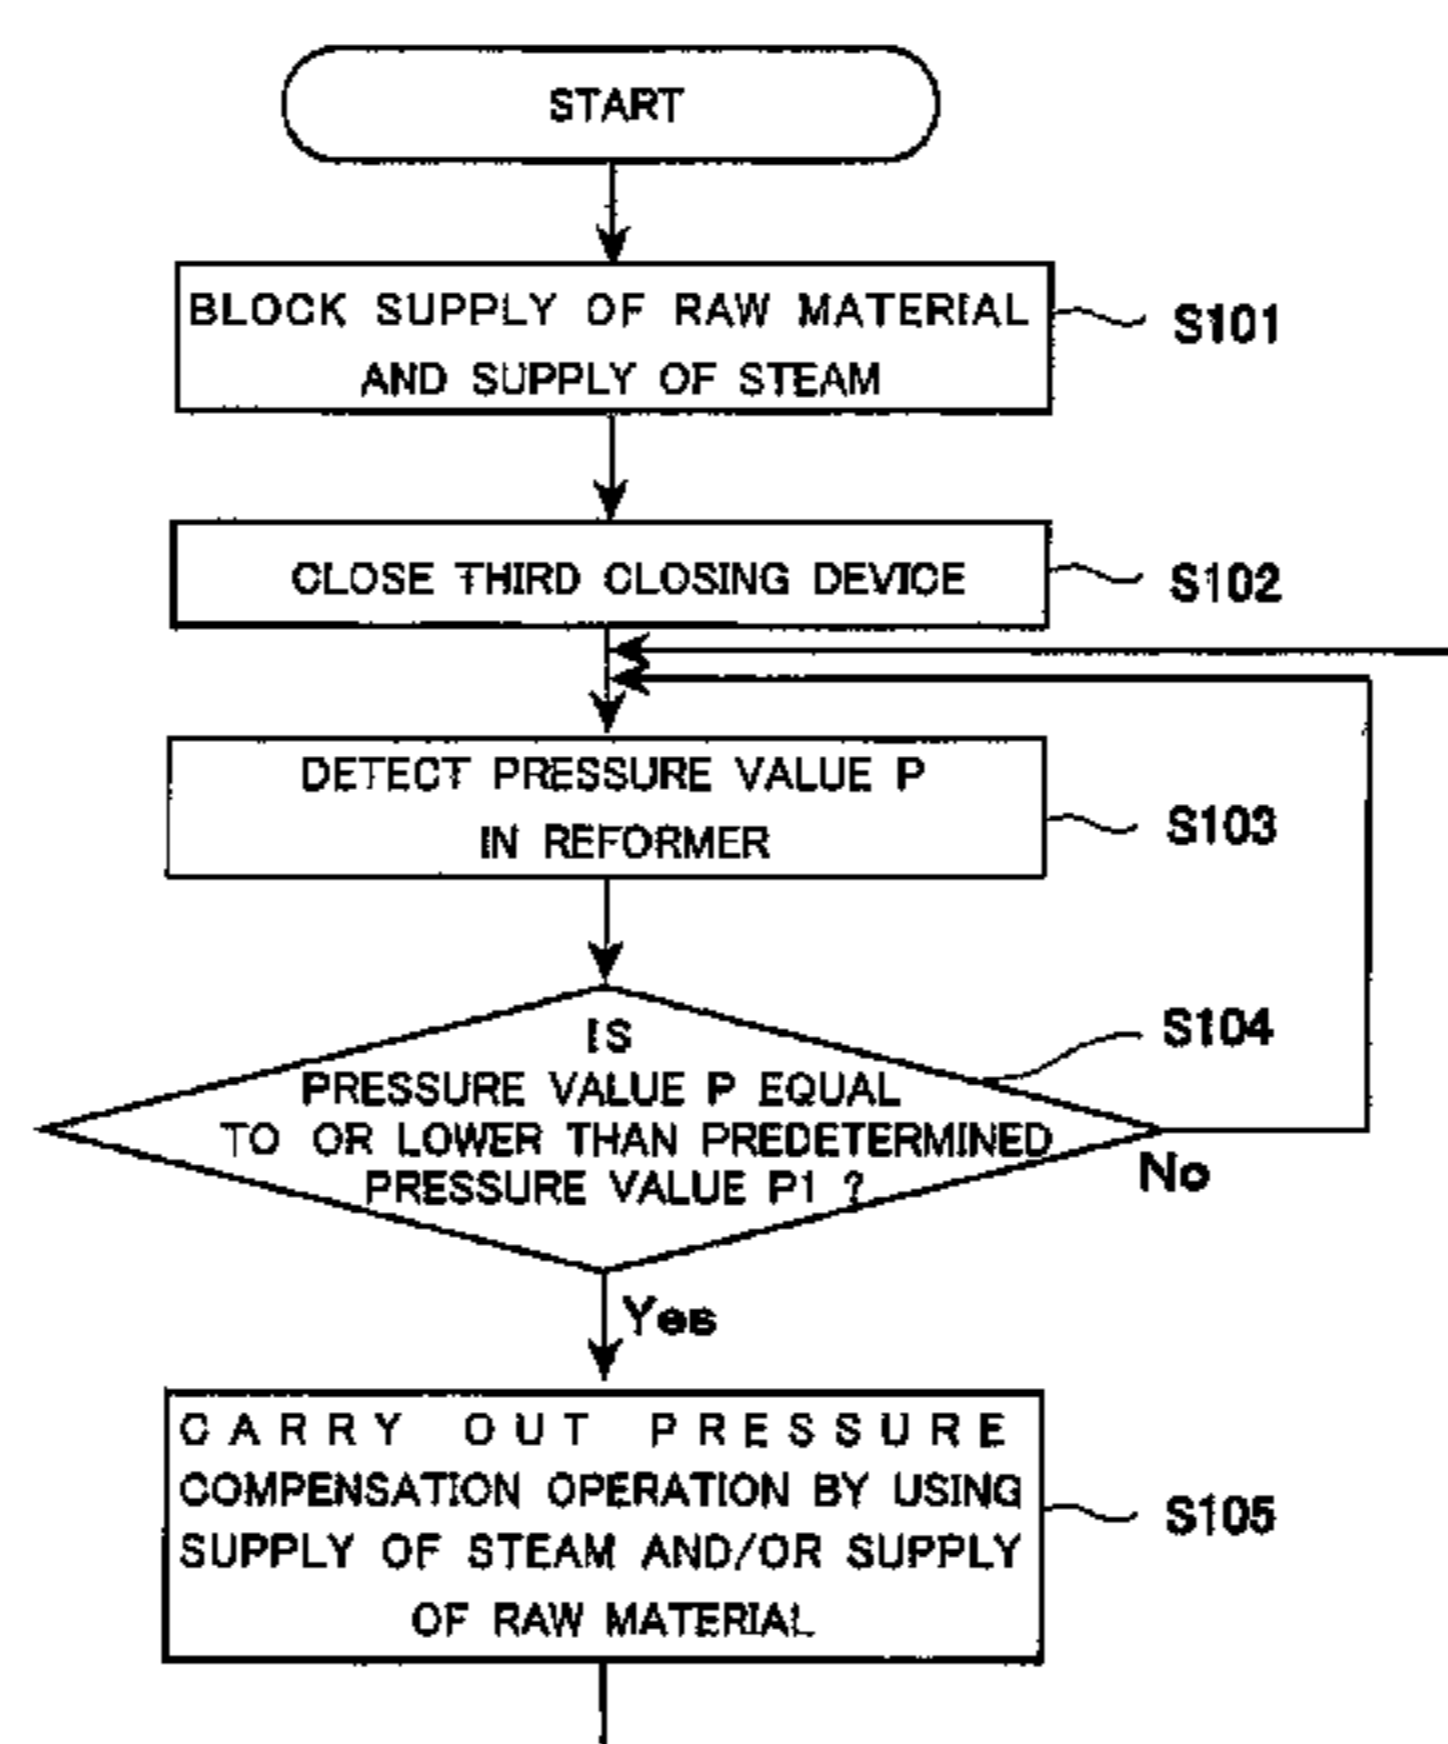 START
BLOCK SUPPLY OF RAW MATERIAL
AND SUPPLY OF STEAM
S101
CLOSE THIRD CLOSING DEVICE
S102
DETECT PRESSURE VALUE P
IN REFORMER
S103
IS
PRESSURE VALUE P EQUAL
TO OR LOWER THAN PREDETERMINED
PRESSURE VALUE P1 ?
S104
No
Yes
CARRY OUT PRESSURE
COMPENSATION OPERATION BY USING
SUPPLY OF STEAM AND/OR SUPPLY
OF RAW MATERIAL
S105